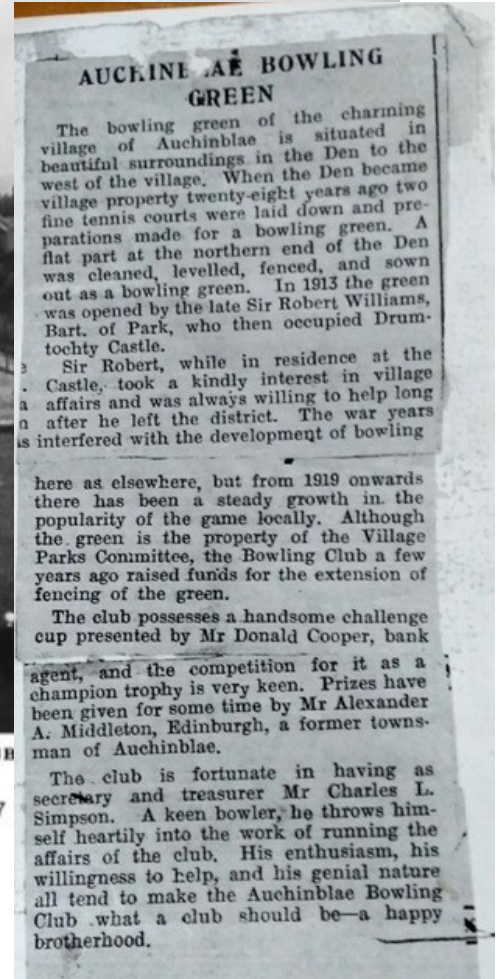 AUCHINBLAE BOWLING
GREEN
The bowling green of the charming
village of Auchinblae is situated in
beautiful surroundings in the Den to the
west of the village. When the Den became
village property twenty-eight years ago two
fine tennis courts were laid down and pre-
parations made for a bowling green. A
flat part at the northern end of the Den
was cleaned, levelled, fenced, and sown
out as a bowling green. In 1913 the green
was opened by the late Sir Robert Williams,
Bart. of Park, who then occupied Drum-
tochty Castle.
Sir Robert, while in residence at the
Castle, took a kindly interest in village
affairs and was always willing to help long
after he left the district. The war years
interfered with the development of bowling
here as elsewhere, but from 1919 onwards
there has been a steady growth in the
popularity of the game locally. Although
the green is the property of the Village
Parks Committee, the Bowling Club a few
years ago raised funds for the extension of
fencing of the green.
The club possesses a handsome challenge
cup presented by Mr Donald Cooper, bank
agent, and the competition for it as a
champion trophy is very keen. Prizes have
been given for some time by Mr Alexander
A. Middleton, Edinburgh, a former towns-
man of Auchinblae.
The club is fortunate in having as
secretary and treasurer Mr Charles L.
Simpson. A keen bowler, he throws him-
self heartily into the work of running the
affairs of the club. His enthusiasm, his
willingness to help, and his genial nature
all tend to make the Auchinblae Bowling
Club what a club should be—a happy
brotherhood.